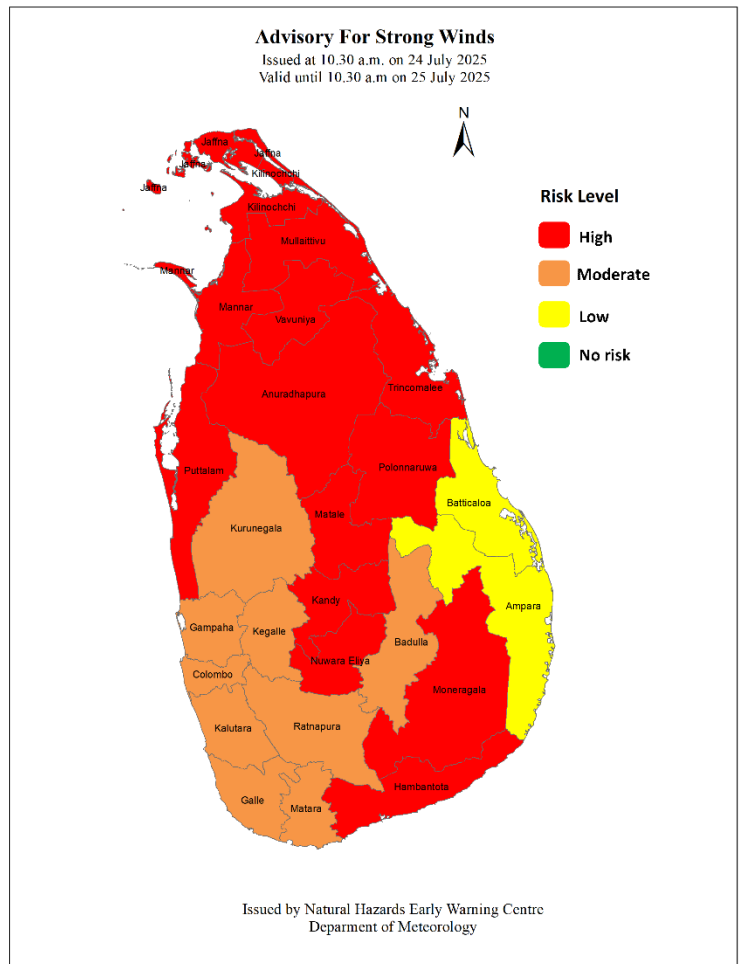 Advisory For Strong Winds
Issued at 10.30 a.m. on 24 July 2025
Valid until 10.30 a.m on 25 July 2025
N
Jaffna
Jaffna
Jaffna
Kilinochchi
Jaffna
Kilinochchi
Risk Level
High
Mullaittivu
Mannar
Moderate
Mannar
Low
Vavuniya
No risk
Anuradhapura
Trincomalee
Puttalam
Polonnaruwa
Batticaloa
Matale
Kurunegala
Kandy
Ampara
Gampaha
Kegalle
Badulla
Nuwara Eliya
Colombo
Moneragala
Kalutara
Ratnapura
Hambantota
Galle
Matara
Issued by Natural Hazards Early Warning Centre
Deparment of Meteorology